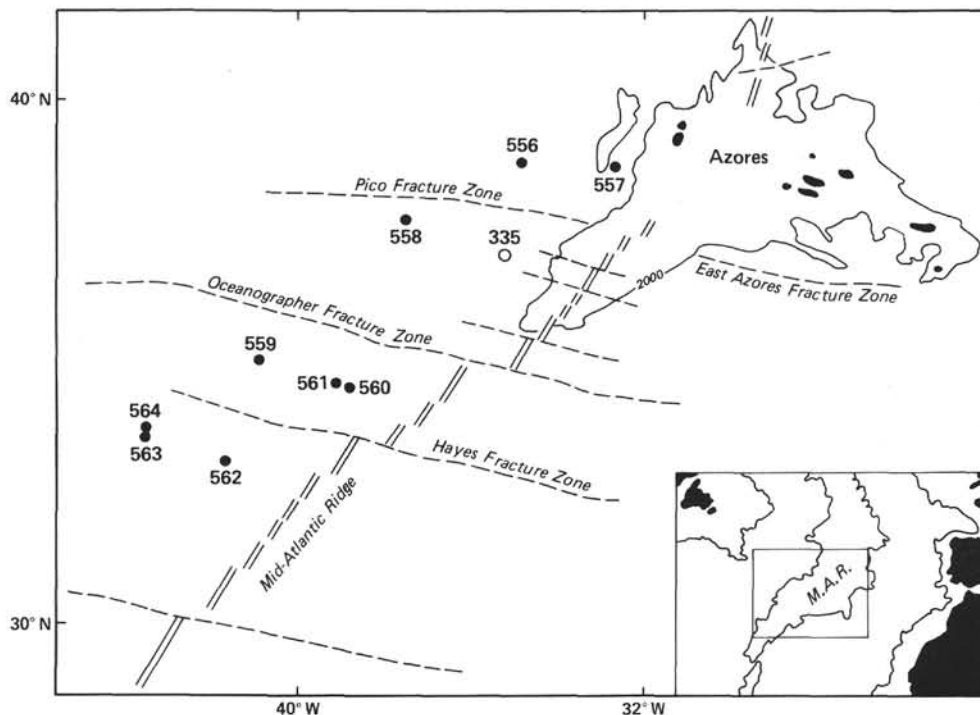 40° N
556
Azores
557
Pico Fracture Zone
558
335
2000
East Azores Fracture Zone
Oceanographer Fracture Zone
559
561
560
564
563
562
Hayes Fracture Zone
Mid-Atlantic Ridge
M.A.R.
30° N
40° W
32° W